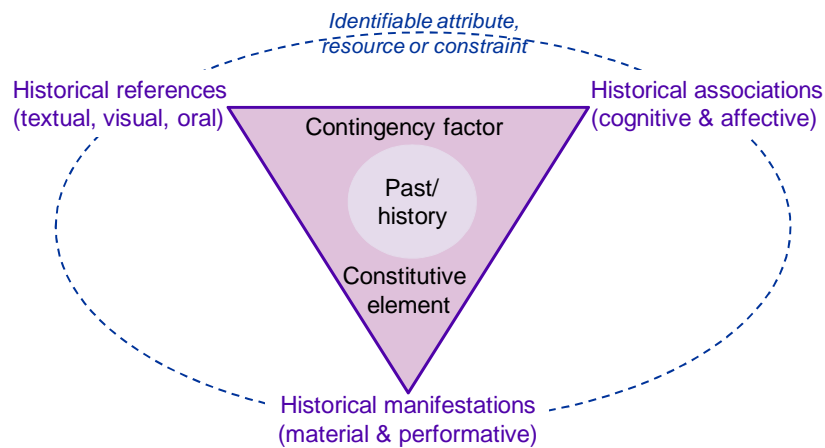 Identifiable attribute,
resource or constraint
Historical references
(textual, visual, oral)
Historical associations
(cognitive & affective)
Contingency factor
Past/
history
Constitutive
element
Historical manifestations
(material & performative)